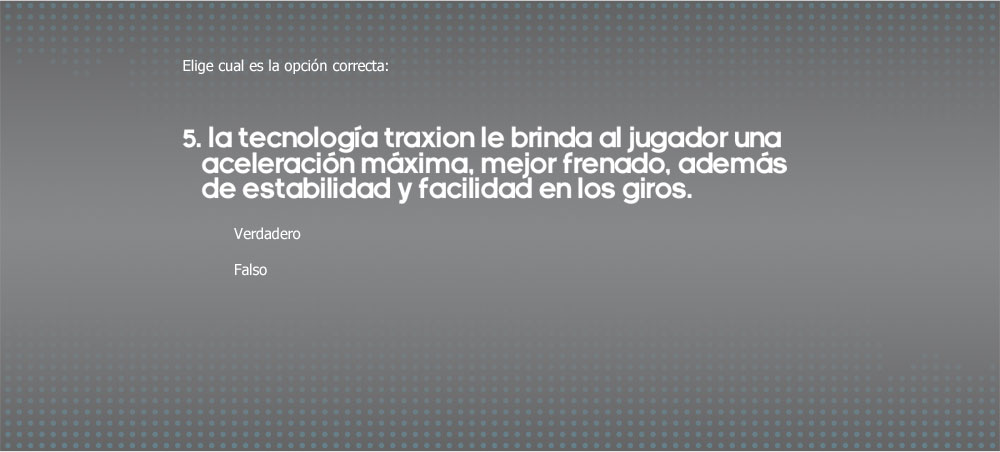 Elige cual es la opción correcta:
5. la tecnología traxion le brinda al jugador una
aceleración máxima, mejor frenado, además
de estabilidad y facilidad en los giros.
Verdadero
Falso